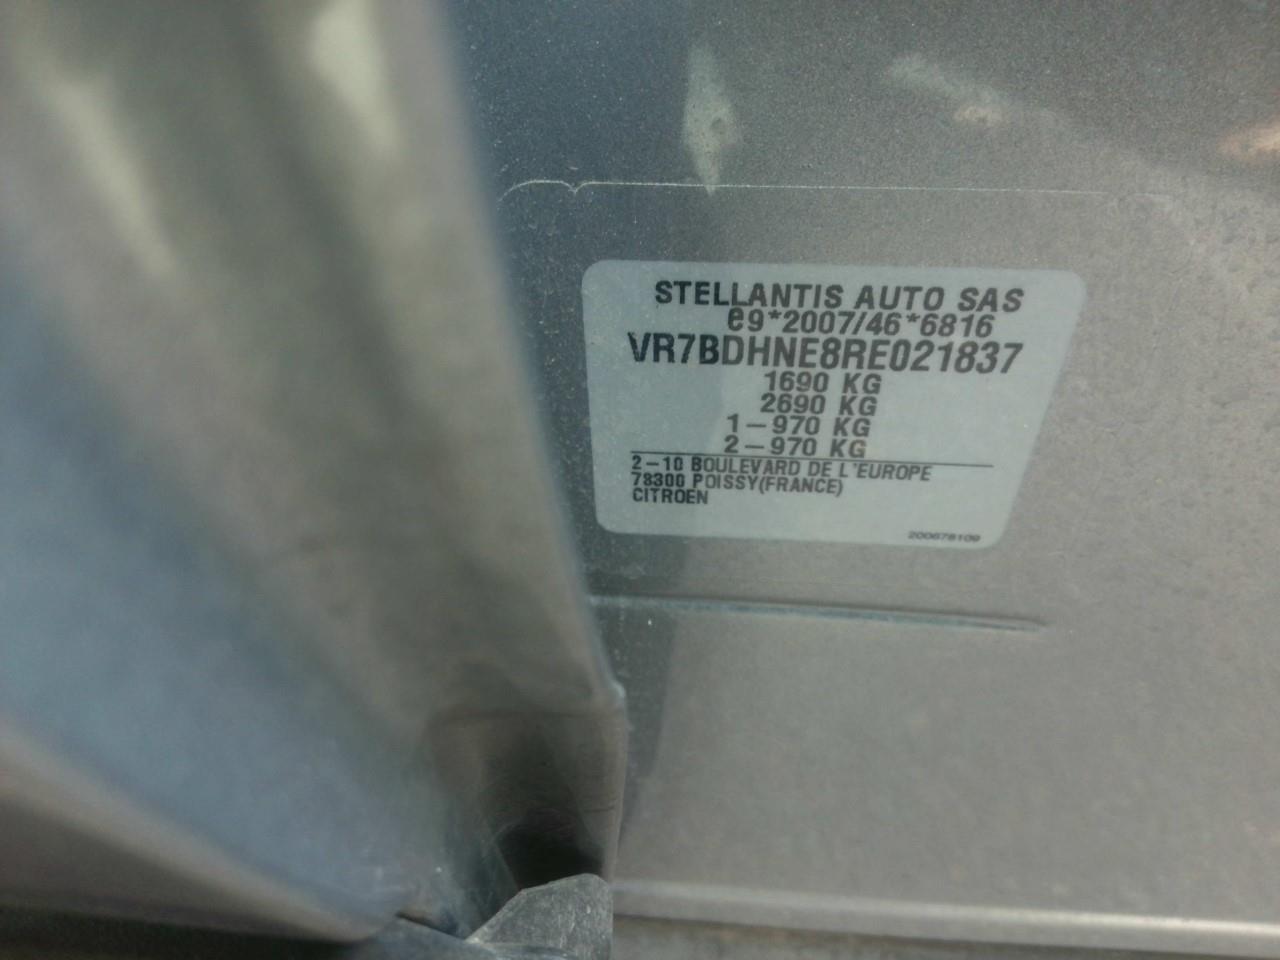 STELLANTIS AUTO SAS
e9*2007/46*6816
VR7BDHNE8RE021837
1690 KG
2690 KG
1-970 KG
2-970 KG
2-10 BOULEVARD DE L'EUROPE
78300 POISSY(FRANCE)
CITROEN
200678109